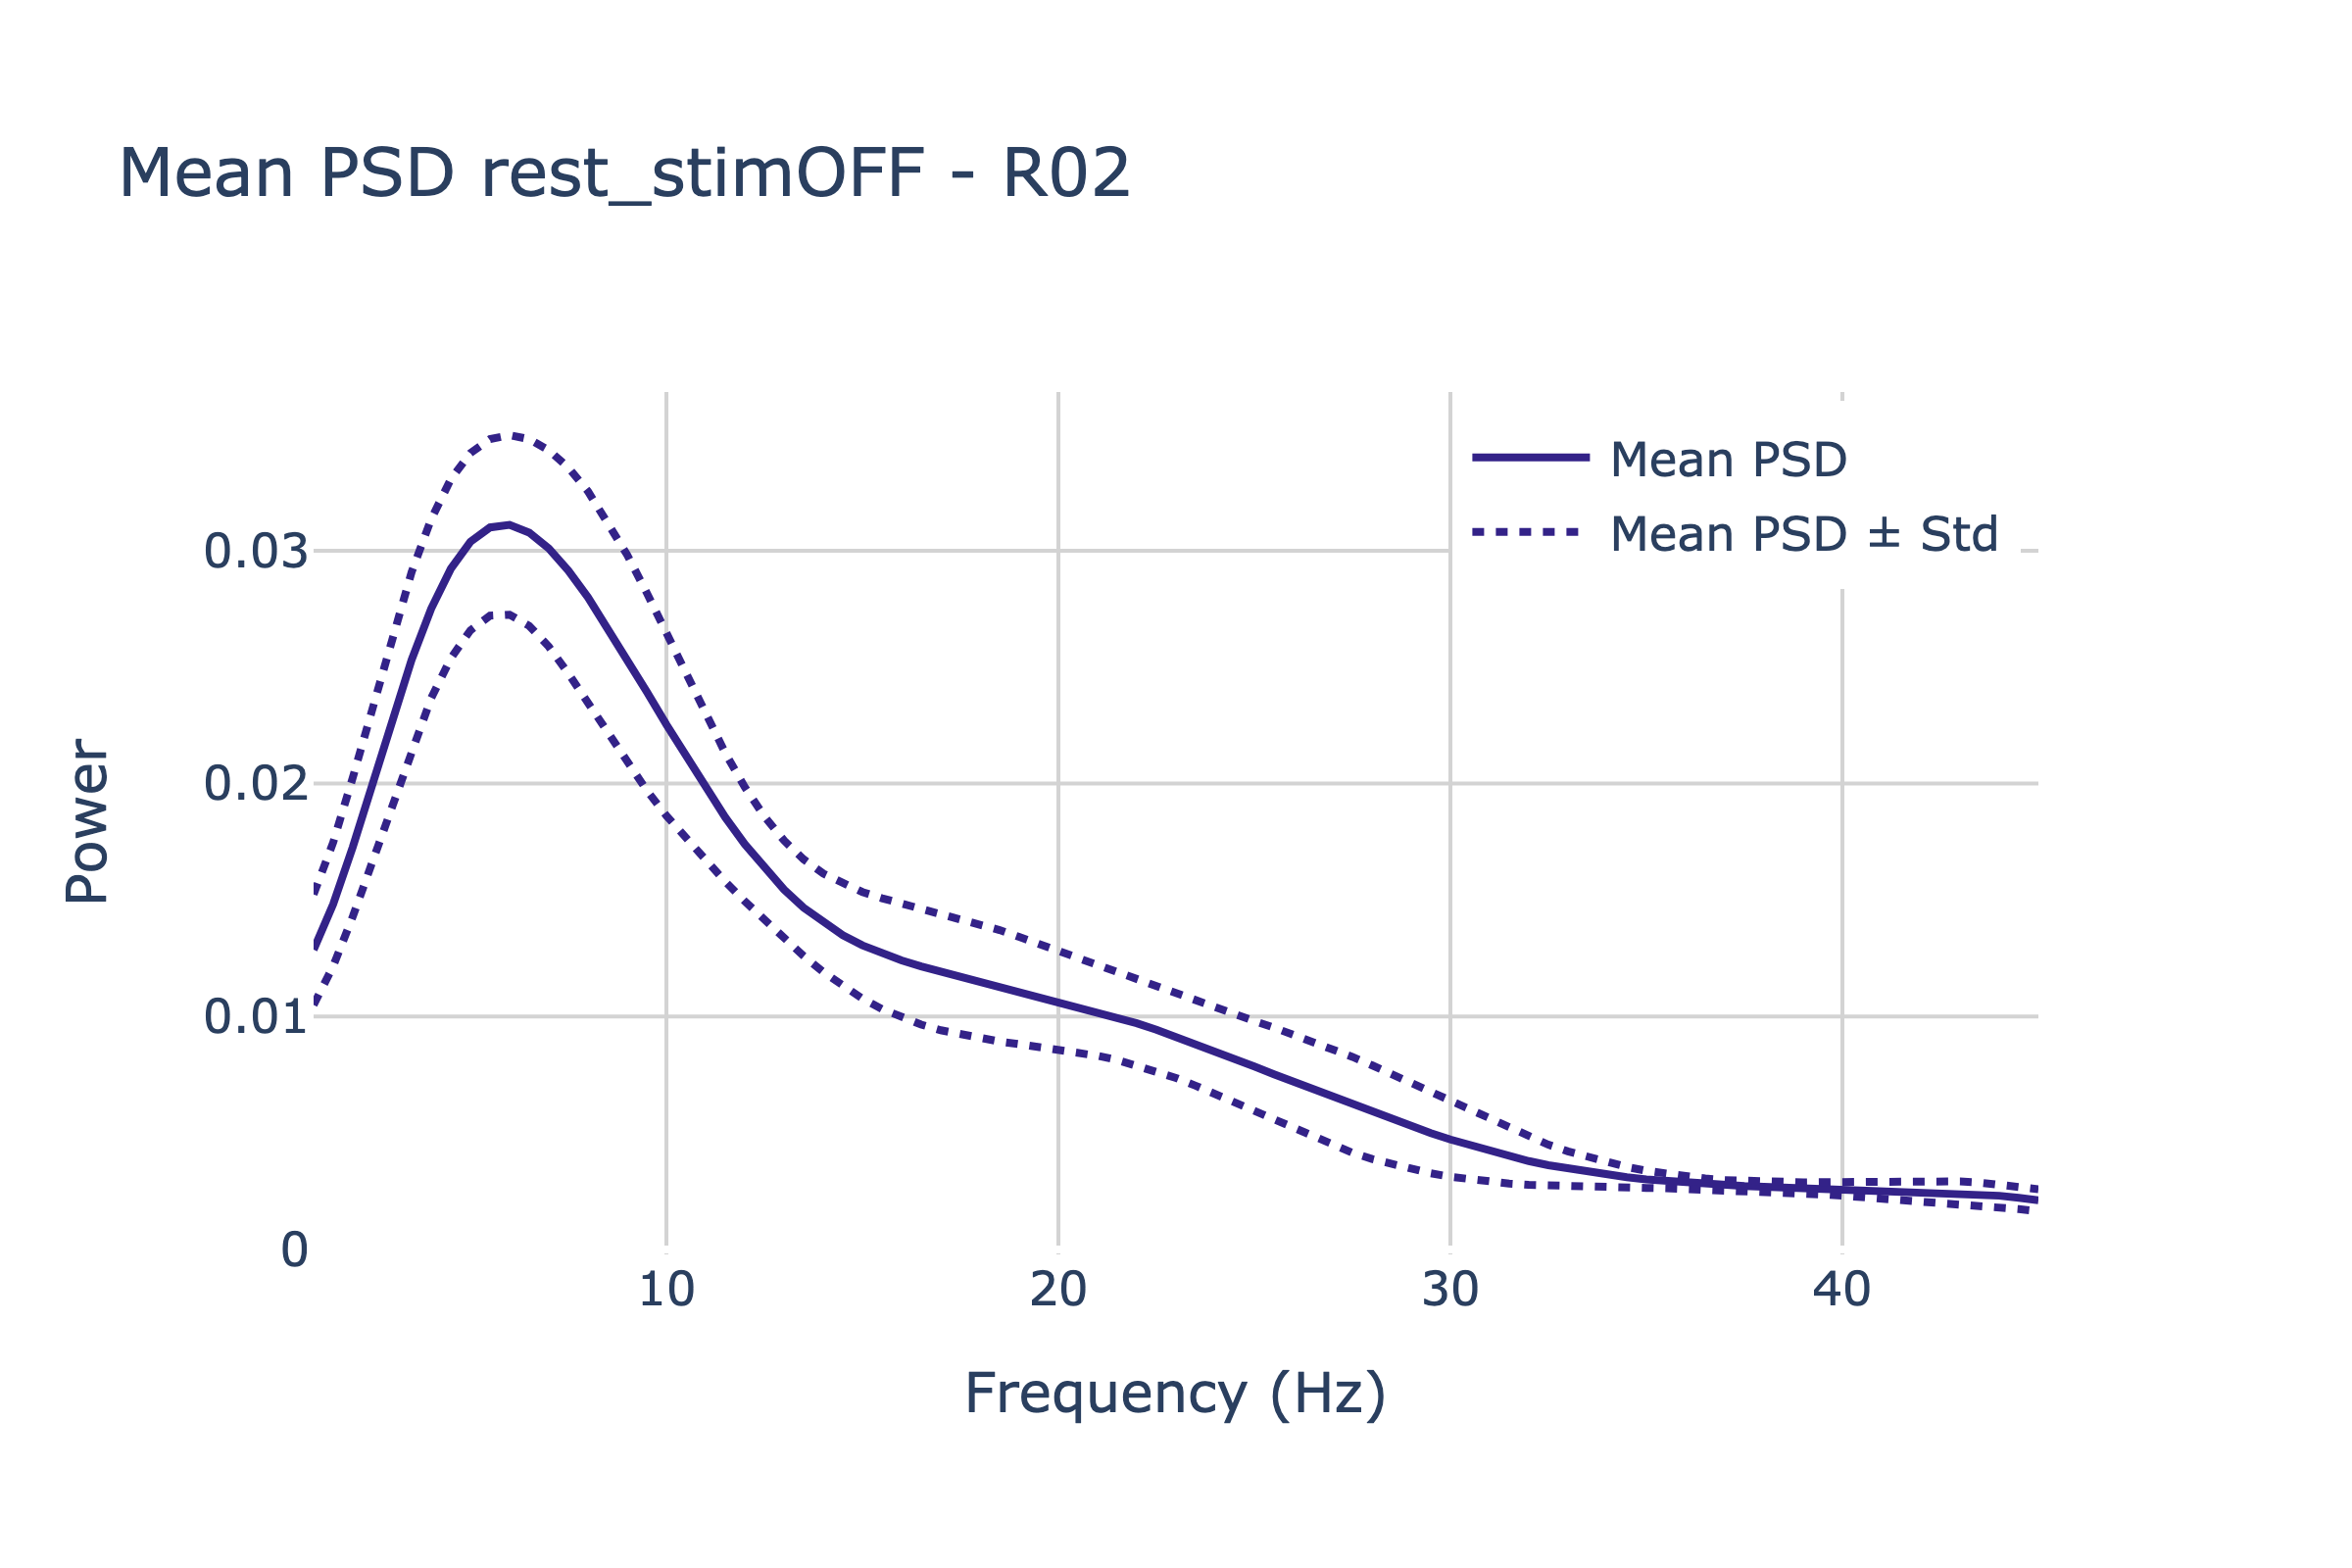 Mean PSD rest_stimOFF - R02
Mean PSD
Mean PSD ± Std
0.03
0.02
0.01
0
Power
10
20
30
40
Frequency (Hz)